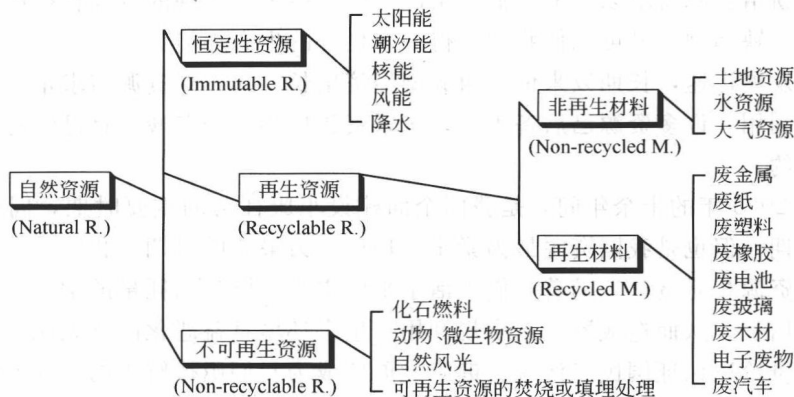 恒定性资源
(Immutable R.)
太阳能
潮汐能
核能
风能
降水
自然资源
(Natural R.)
再生资源
(Recyclable R.)
非再生材料
(Non-recycled M.)
土地资源
水资源
大气资源
再生材料
(Recycled M.)
废金属
废纸
废塑料
废橡胶
废电池
废玻璃
废木材
电子废物
废汽车
不可再生资源
(Non-recyclable R.)
化石燃料
动物、微生物资源
自然风光
可再生资源的焚烧或填埋处理